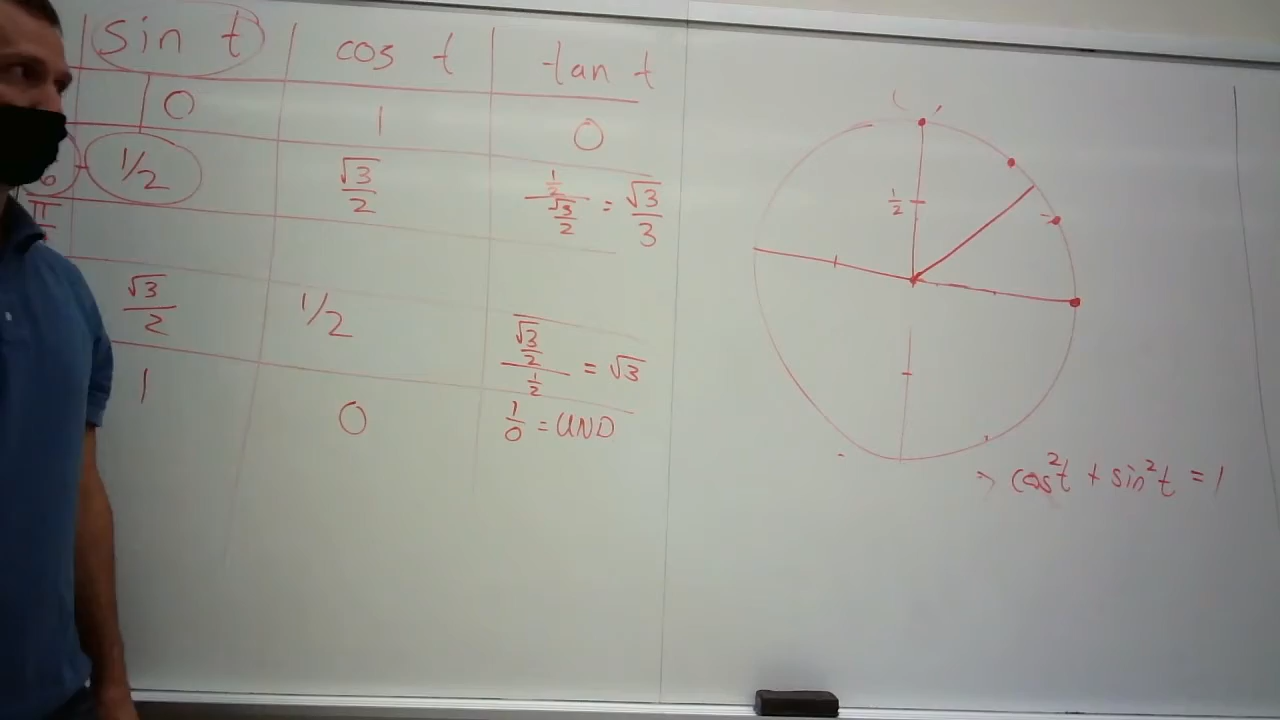 sin t cos t tan t
0 1 0
6 1/2 √3/2 1/2 / √3/2 = √3/3
π
√3/2 1/2 √3/2 / 1/2 = √3
1 0 1/0 = UND
1/2
⇒ cos²t + sin²t = 1